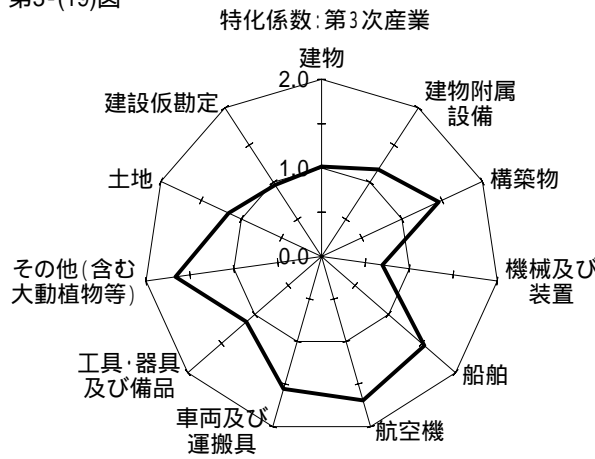 第3-(19)図
特化係数:第3次産業
建物
2.0
建設仮勘定
建物附属
設備
1.0
土地
構築物
0.0
その他(含む
大動植物等)
機械及び
装置
工具・器具
及び備品
船舶
車両及び
運搬具
航空機